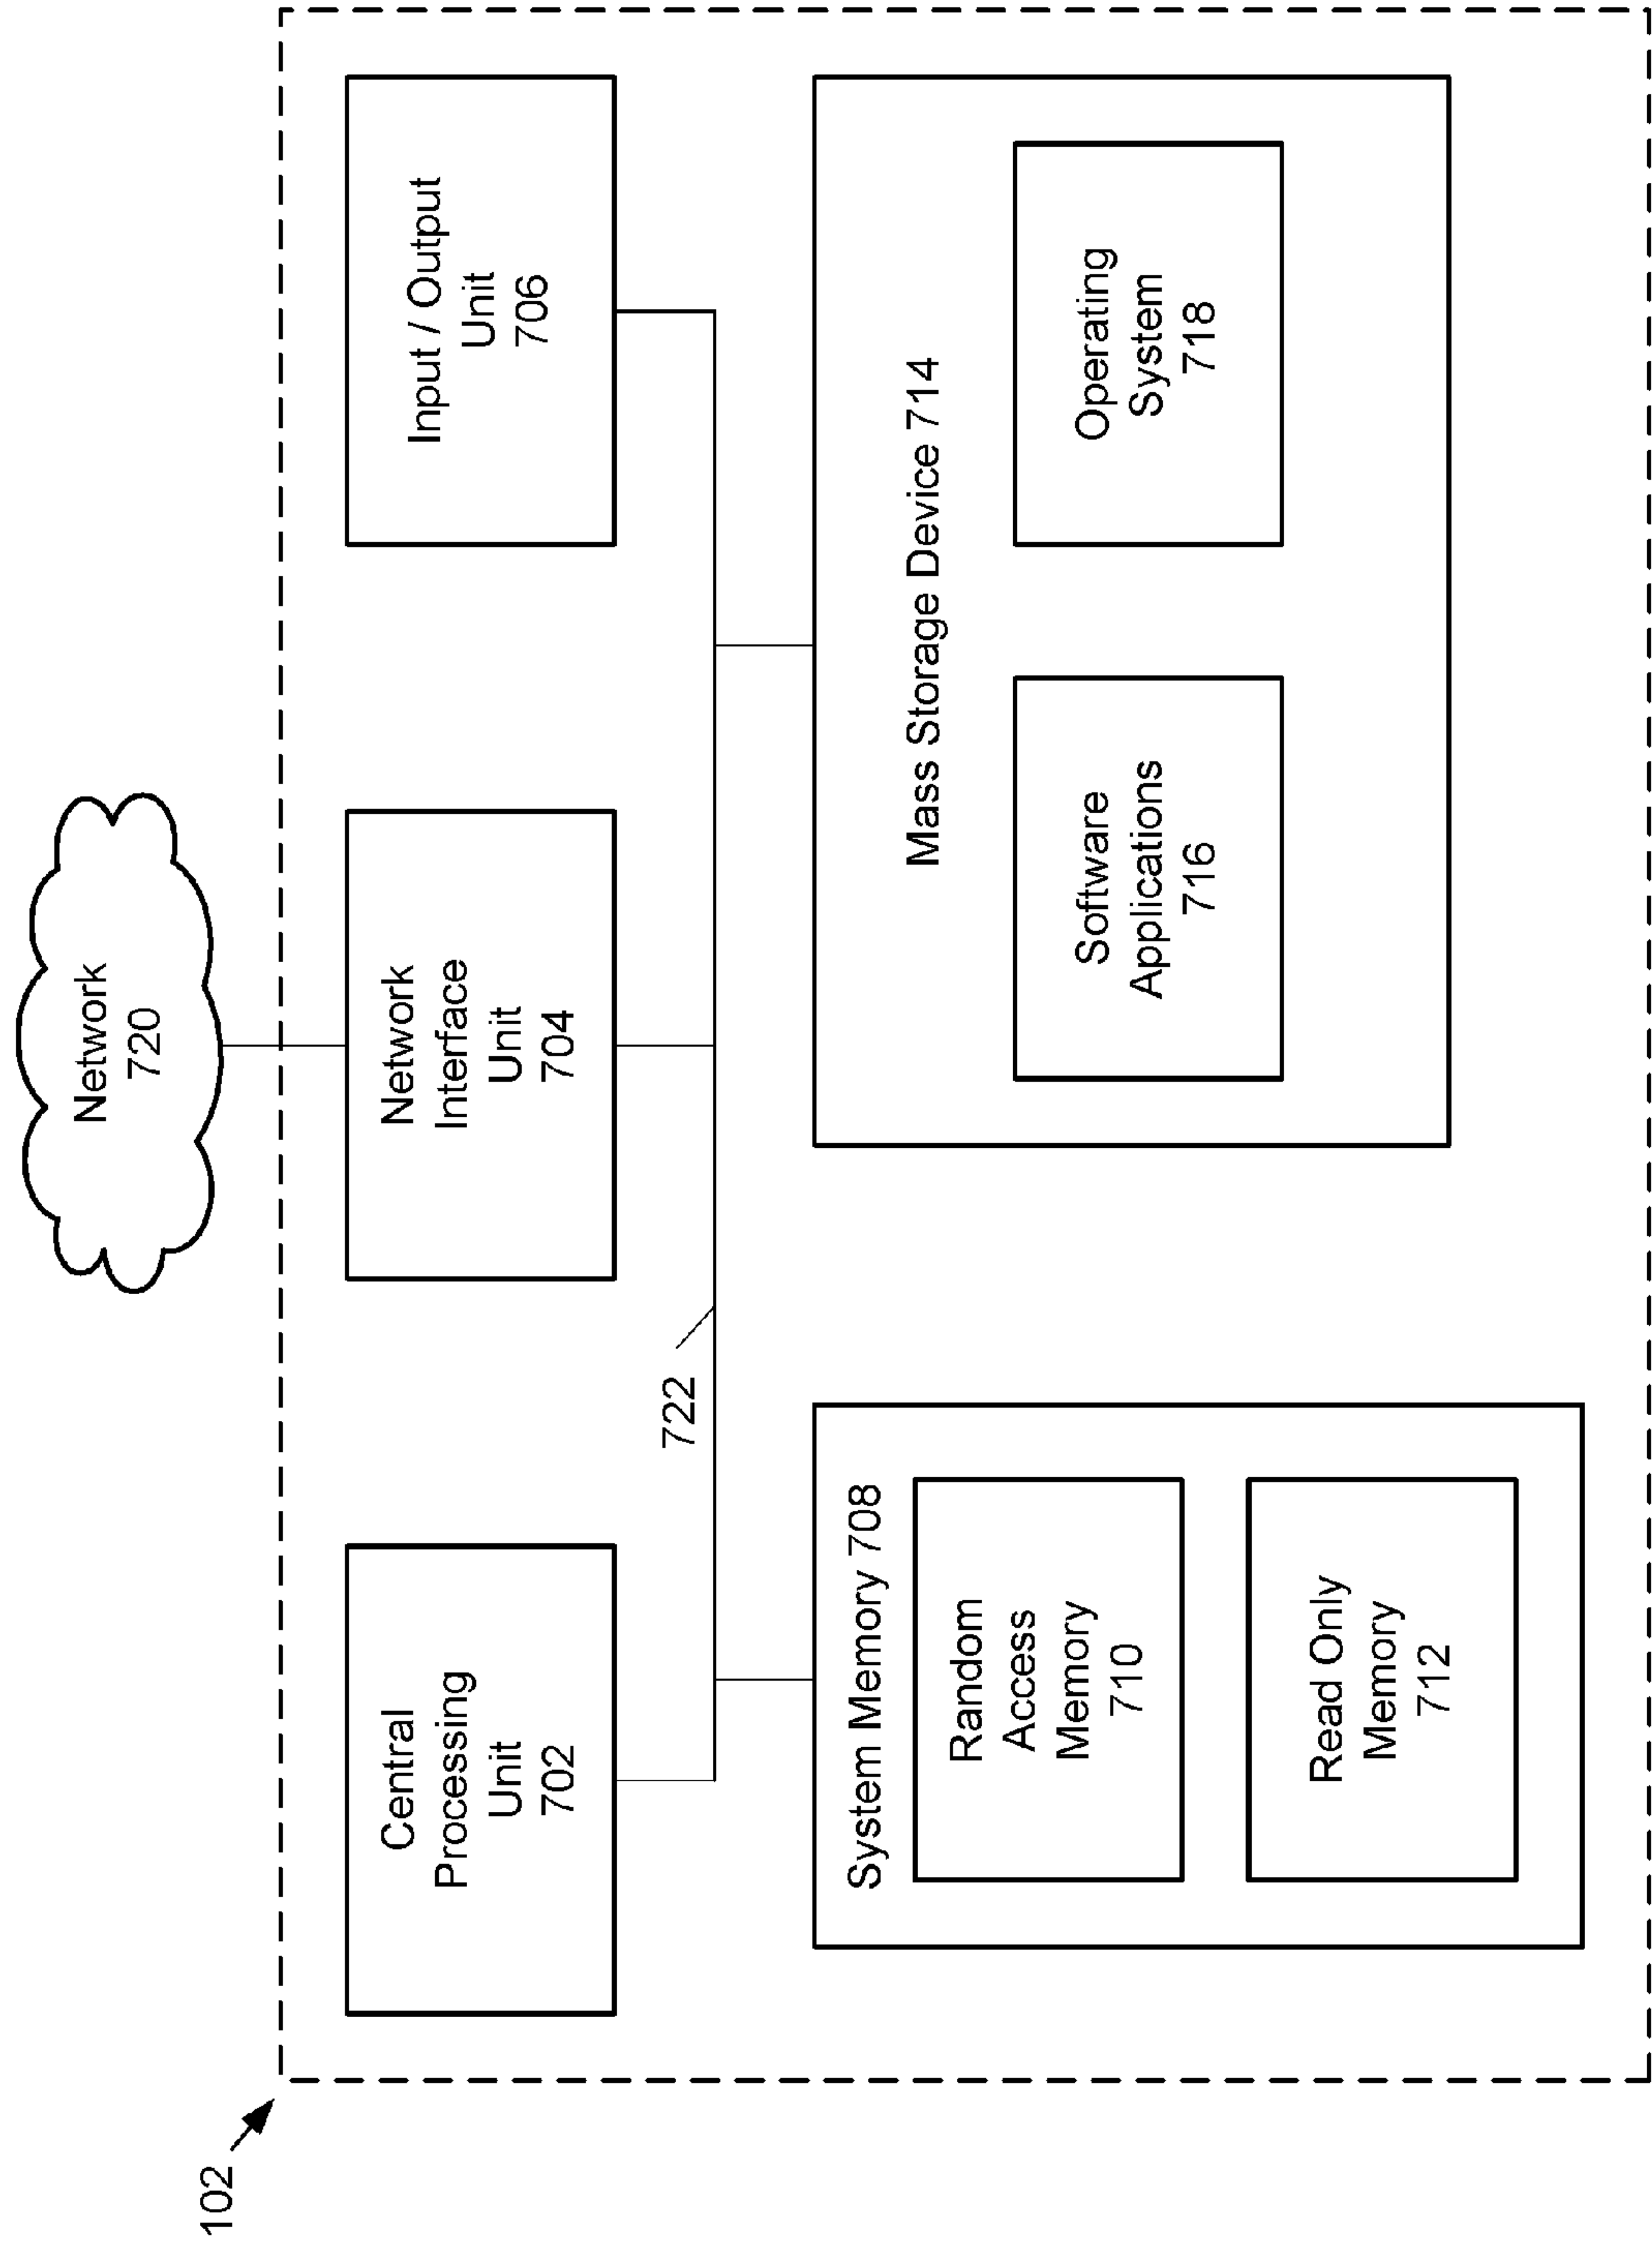 Network
720
102
Central
Processing
Unit
702
Network
Interface
Unit
704
Input / Output
Unit
706
722
System Memory 708
Random
Access
Memory
710
Read Only
Memory
712
Mass Storage Device 714
Software
Applications
716
Operating
System
718